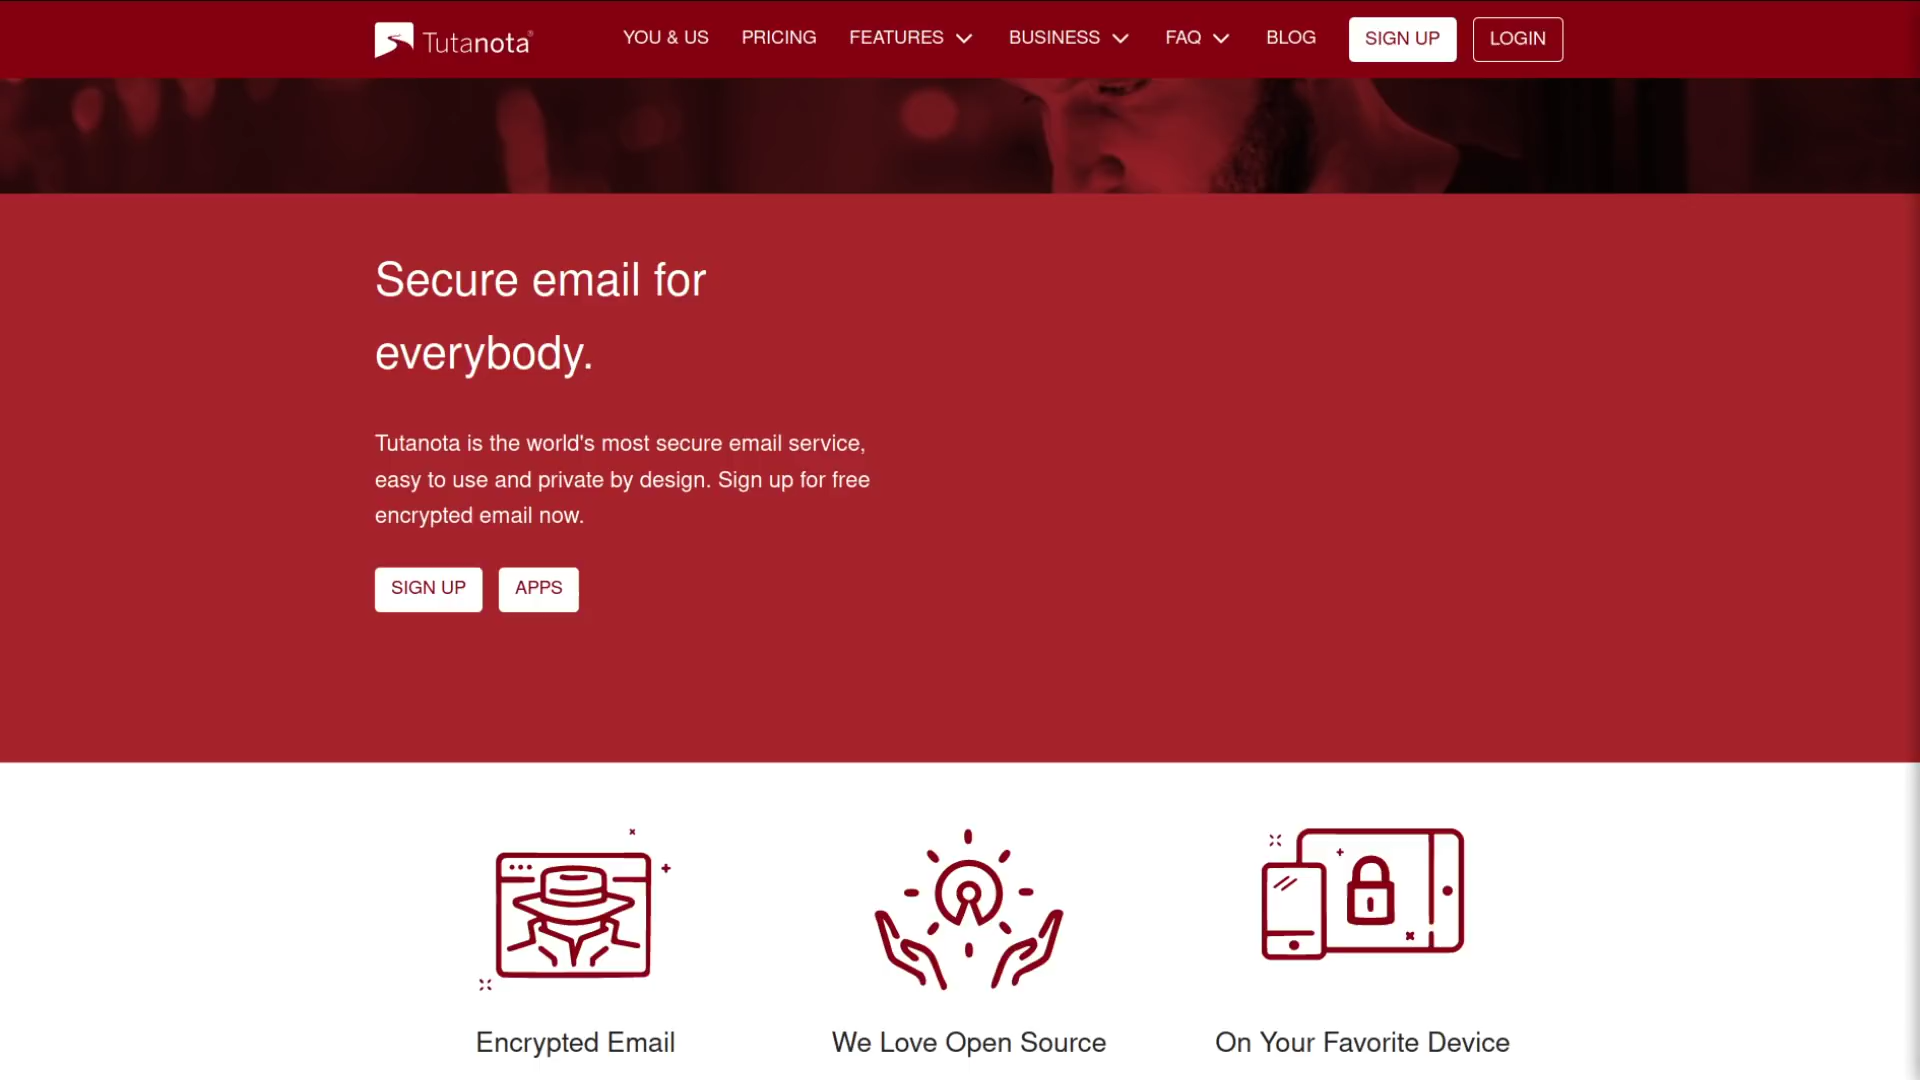 Tutanota®
YOU & US
PRICING
FEATURES
BUSINESS
FAQ
BLOG
SIGN UP
LOGIN
Secure email for
everybody.
Tutanota is the world's most secure email service,
easy to use and private by design. Sign up for free
encrypted email now.
SIGN UP
APPS
Encrypted Email
We Love Open Source
On Your Favorite Device